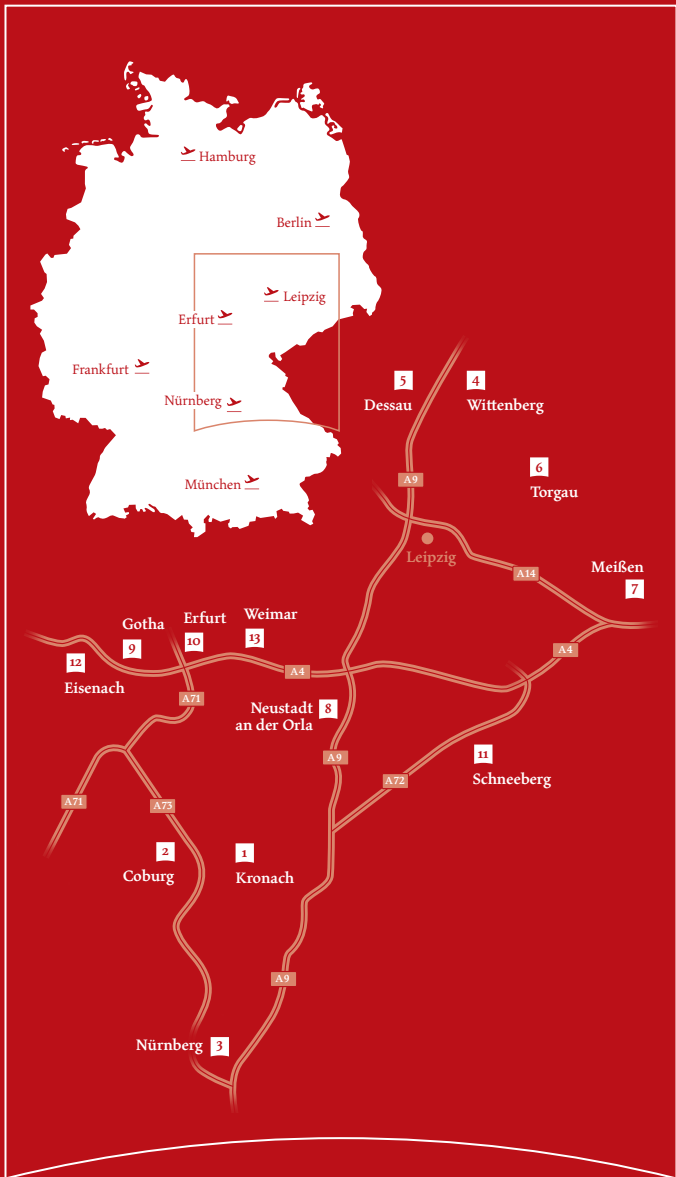 Hamburg
Berlin
Leipzig
Erfurt
Frankfurt
Nürnberg
München
5
4
Dessau
Wittenberg
6
Torgau
A9
Leipzig
Meißen
7
A14
Gotha
9
Erfurt
10
Weimar
13
12
Eisenach
A4
A4
A71
Neustadt
an der Orla
8
A9
11
Schneeberg
A72
A71
A73
2
Coburg
1
Kronach
A9
Nürnberg
3